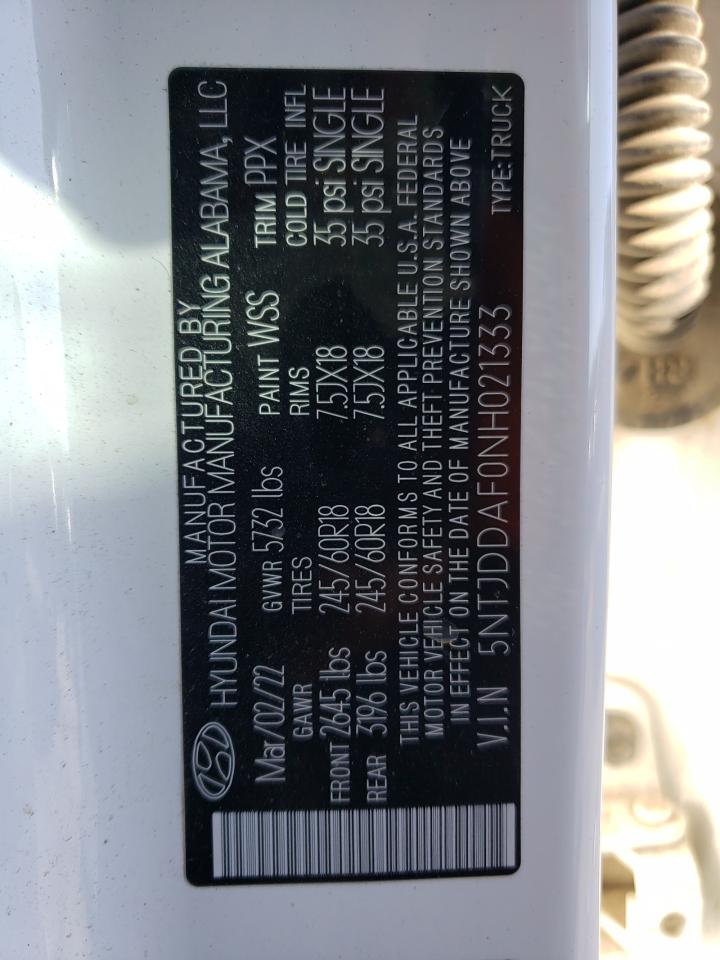 MANUFACTURED BY
HYUNDAI MOTOR MANUFACTURING ALABAMA, LLC
Mar/02/22 GVWR 5732 lbs PAINT WSS TRIM PPX
GAWR TIRES RIMS COLD TIRE INFL
FRONT 2645 lbs 245/60R18 7.5JX18 35 psi SINGLE
REAR 3196 lbs 245/60R18 7.5JX18 35 psi SINGLE
THIS VEHICLE CONFORMS TO ALL APPLICABLE U.S.A. FEDERAL
MOTOR VEHICLE SAFETY AND THEFT PREVENTION STANDARDS
IN EFFECT ON THE DATE OF MANUFACTURE SHOWN ABOVE
V.I.N 5NTJDDAF0NH021333 TYPE:TRUCK